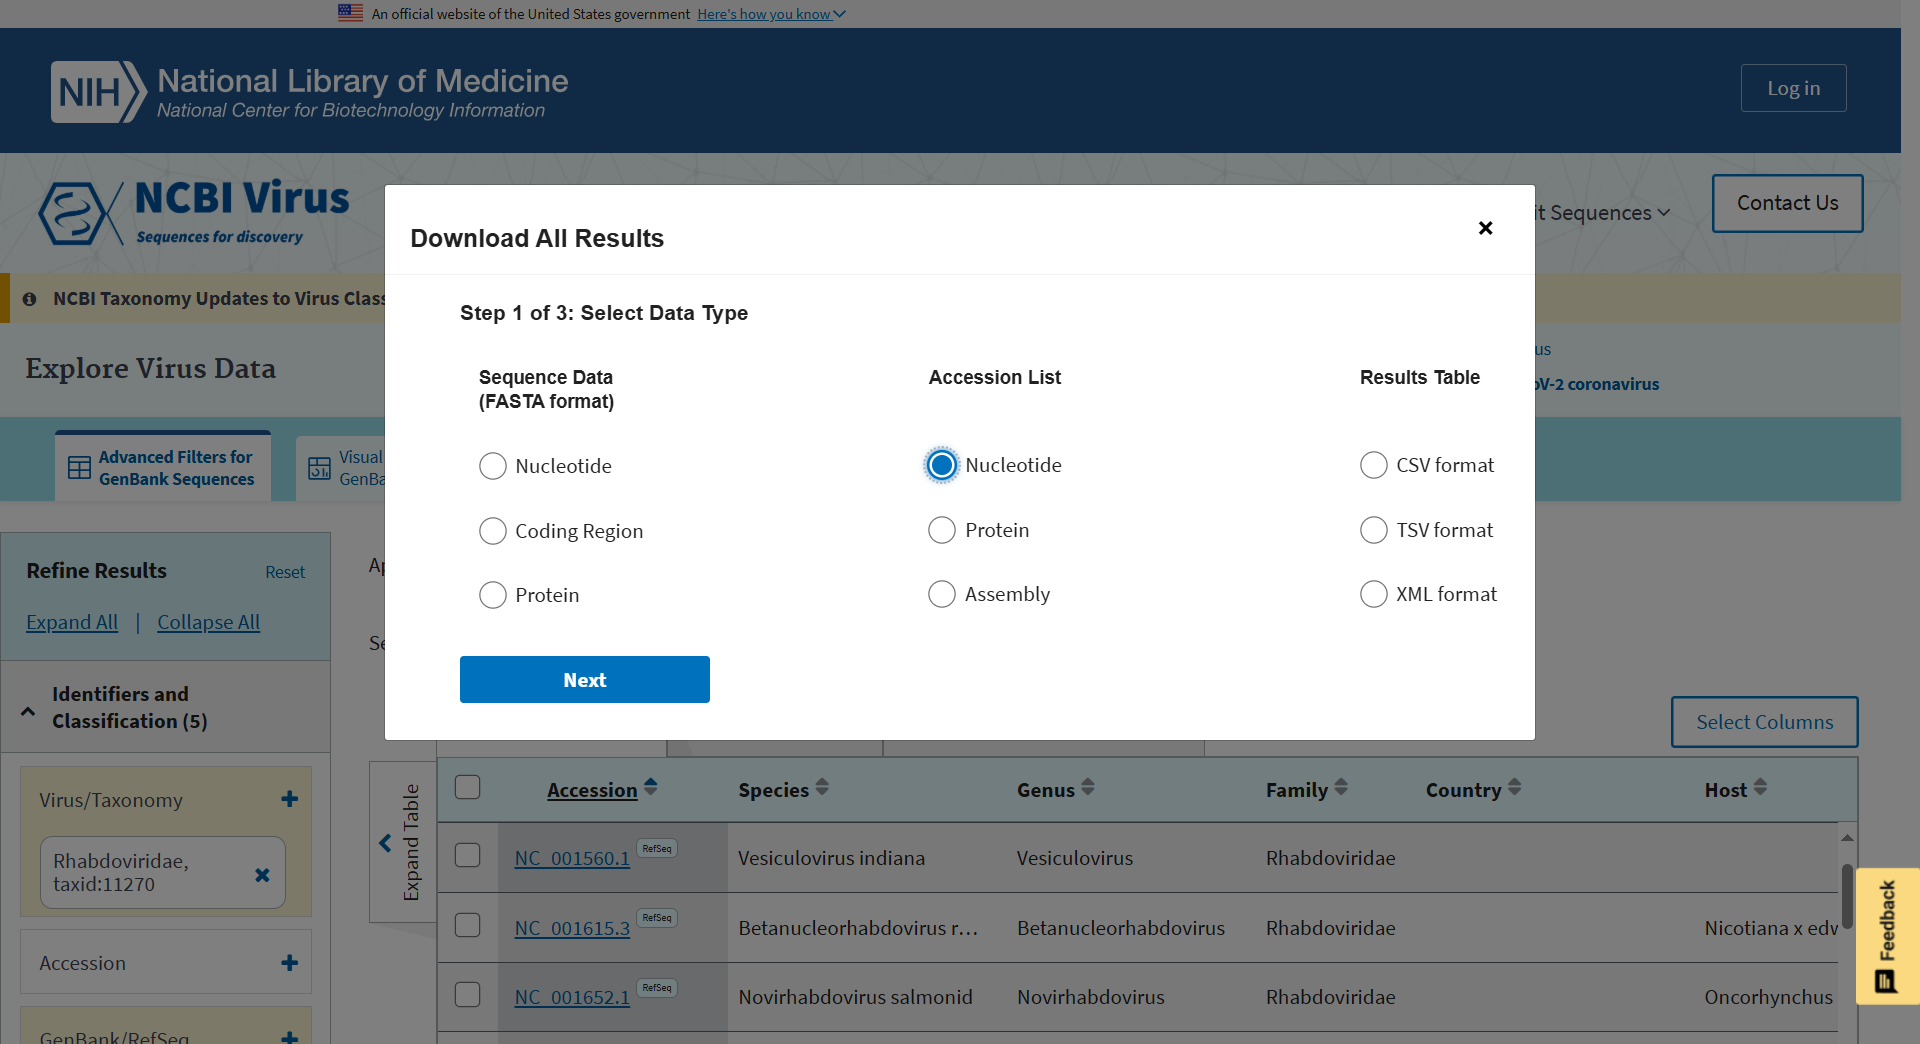 An official website of the United States government Here's how you know
NIH National Library of Medicine
National Center for Biotechnology Information
Log in
NCBI Virus
Sequences for discovery
it Sequences
Contact Us
NCBI Taxonomy Updates to Virus Class
Explore Virus Data
us
oV-2 coronavirus
Advanced Filters for
GenBank Sequences
Visual
GenBa
Download All Results
Step 1 of 3: Select Data Type
Sequence Data
(FASTA format)
Accession List
Results Table
Nucleotide
Nucleotide
CSV format
Coding Region
Protein
TSV format
Protein
Assembly
XML format
Next
Refine Results
Reset
Expand All | Collapse All
Ap
Se
Identifiers and
Classification (5)
Select Columns
Virus/Taxonomy
Rhabdoviridae,
taxid:11270
Accession
GenBank/RefSeq
Expand Table
Accession Species Genus Family Country Host
NC_001560.1 RefSeq Vesiculovirus indiana Vesiculovirus Rhabdoviridae
NC_001615.3 RefSeq Betanucleorhabdovirus r... Betanucleorhabdovirus Rhabdoviridae Nicotiana x edw
NC_001652.1 RefSeq Novirhabdovirus salmonid Novirhabdovirus Rhabdoviridae Oncorhynchus
Feedback